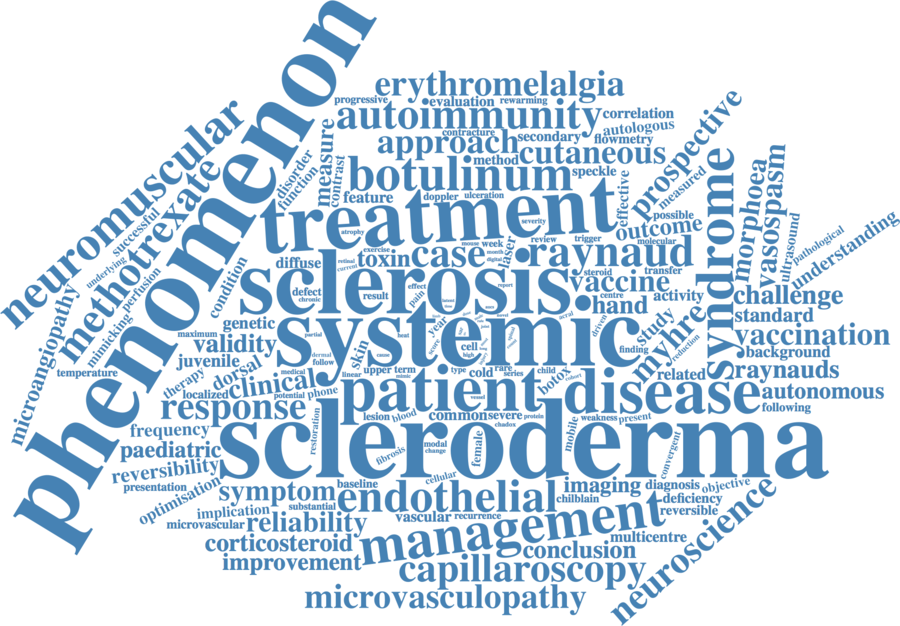 phenomenon
neuromuscular
methotrexate
successful
underlying
mimicking
perfusion
microangiopathy
temperature
condition
disorder
function
measure
contrast
progressive
erythromelalgia
evaluation
rewarming
autoimmunity
correlation
contracture
autologous
approach
secondary
flowmetry
method
cutaneous
botulinum
speckle
feature
doppler
ulceration
effective
prospective
measured
possible
treatment
severity
outcome
molecular
atrophy
mouse
week
review
trigger
exercise
diffuse
retinal
current
toxin
case
laser
raynaud
syndrome
morphoea
vasospasm
ultrasound
pathological
understanding
steroid
transfer
vaccine
sclerosis
defect
chronic
result
effect
pain
report
hand
centre
activity
challenge
standard
genetic
maximum
validity
partial
systemic
heat
year
score
acral
driven
study
finding
myhre
reduction
vaccination
background
juvenile
dermal
follow
cause
skin
cell
high
therapy
dorsal
medical
linear
upper
term
mimic
type
cold
rare
series
child
related
raynauds
localized
clinical
potential
phone
patient
vessel
botox
cohort
disease
autonomous
following
response
restoration
lesion
blood
common
severe
protein
chadox
weakness
present
mobile
frequency
scleroderma
paediatric
fibrosis
modal
change
female
convergent
reversibility
presentation
optimisation
symptom
baseline
cellular
endothelial
chilblain
imaging
diagnosis
objective
deficiency
implication
substantial
microvascular
reliability
vascular
recurrence
management
reversible
neuroscience
corticosteroid
multicentre
improvement
conclusion
capillaroscopy
microvasculopathy